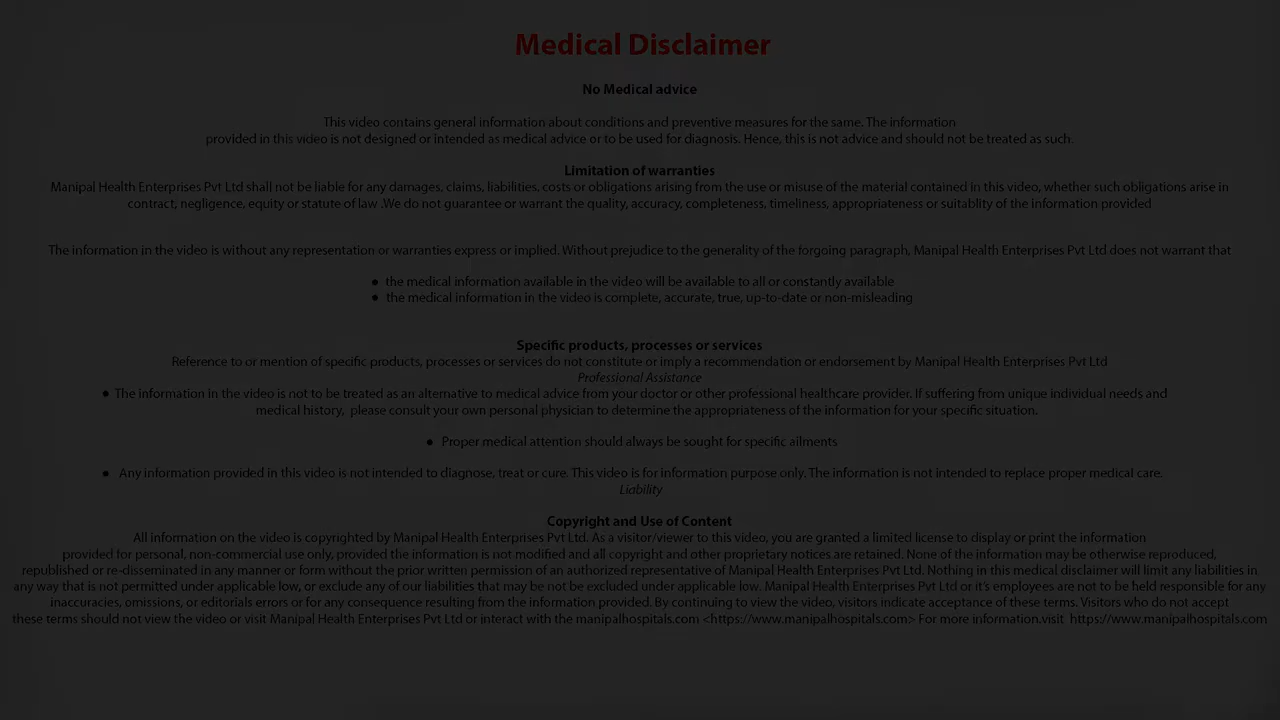 Medical Disclaimer
No Medical advice
This video contains general information about conditions and preventive measures for the same. The information
provided in this video is not designed or intended as medical advice or to be used for diagnosis. Hence, this is not advice and should not be treated as such.
Limitation of warranties
Manipal Health Enterprises Pvt Ltd shall not be liable for any damages, claims, liabilities, costs or obligations arising from the use or misuse of the material contained in this video, whether such obligations arise in
contract, negligence, equity or statute of law .We do not guarantee or warrant the quality, accuracy, completeness, timeliness, appropriateness or suitablity of the information provided
The information in the video is without any representation or warranties express or implied. Without prejudice to the generality of the forgoing paragraph, Manipal Health Enterprises Pvt Ltd does not warrant that
● the medical information available in the video will be available to all or constantly available
● the medical information in the video is complete, accurate, true, up-to-date or non-misleading
Specific products, processes or services
Reference to or mention of specific products, processes or services do not constitute or imply a recommendation or endorsement by Manipal Health Enterprises Pvt Ltd
Professional Assistance
● The information in the video is not to be treated as an alternative to medical advice from your doctor or other professional healthcare provider. If suffering from unique individual needs and
medical history, please consult your own personal physician to determine the appropriateness of the information for your specific situation.
● Proper medical attention should always be sought for specific ailments
● Any information provided in this video is not intended to diagnose, treat or cure. This video is for information purpose only. The information is not intended to replace proper medical care.
Liability
Copyright and Use of Content
All information on the video is copyrighted by Manipal Health Enterprises Pvt Ltd. As a visitor/viewer to this video, you are granted a limited license to display or print the information
provided for personal, non-commercial use only, provided the information is not modified and all copyright and other proprietary notices are retained. None of the information may be otherwise reproduced,
republished or re-disseminated in any manner or form without the prior written permission of an authorized representative of Manipal Health Enterprises Pvt Ltd. Nothing in this medical disclaimer will limit any liabilities in
any way that is not permitted under applicable low, or exclude any of our liabilities that may be not be excluded under applicable low. Manipal Health Enterprises Pvt Ltd or it's employees are not to be held responsible for any
inaccuracies, omissions, or editorials errors or for any consequence resulting from the information provided. By continuing to view the video, visitors indicate acceptance of these terms. Visitors who do not accept
these terms should not view the video or visit Manipal Health Enterprises Pvt Ltd or interact with the manipalhospitals.com <https://www.manipalhospitals.com> For more information.visit https://www.manipalhospitals.com